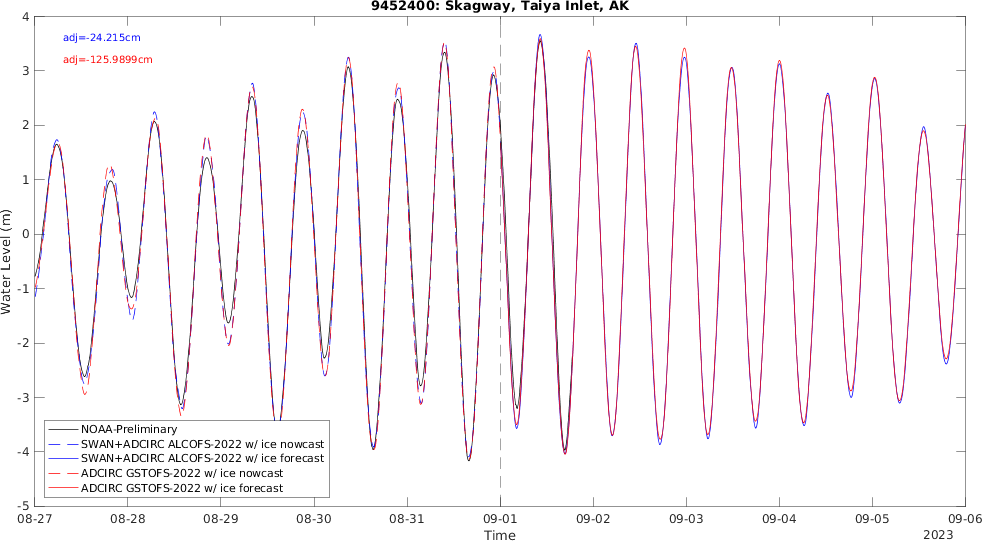 9452400: Skagway, Taiya Inlet, AK
adj=-24.215cm
adj=-125.9899cm
Water Level (m)
4
3
2
1
0
-1
-2
-3
-4
-5
NOAA-Preliminary
SWAN+ADCIRC ALCOFS-2022 w/ ice nowcast
SWAN+ADCIRC ALCOFS-2022 w/ ice forecast
ADCIRC GSTOFS-2022 w/ ice nowcast
ADCIRC GSTOFS-2022 w/ ice forecast
08-27 08-28 08-29 08-30 08-31 09-01 09-02 09-03 09-04 09-05 09-06
Time
2023